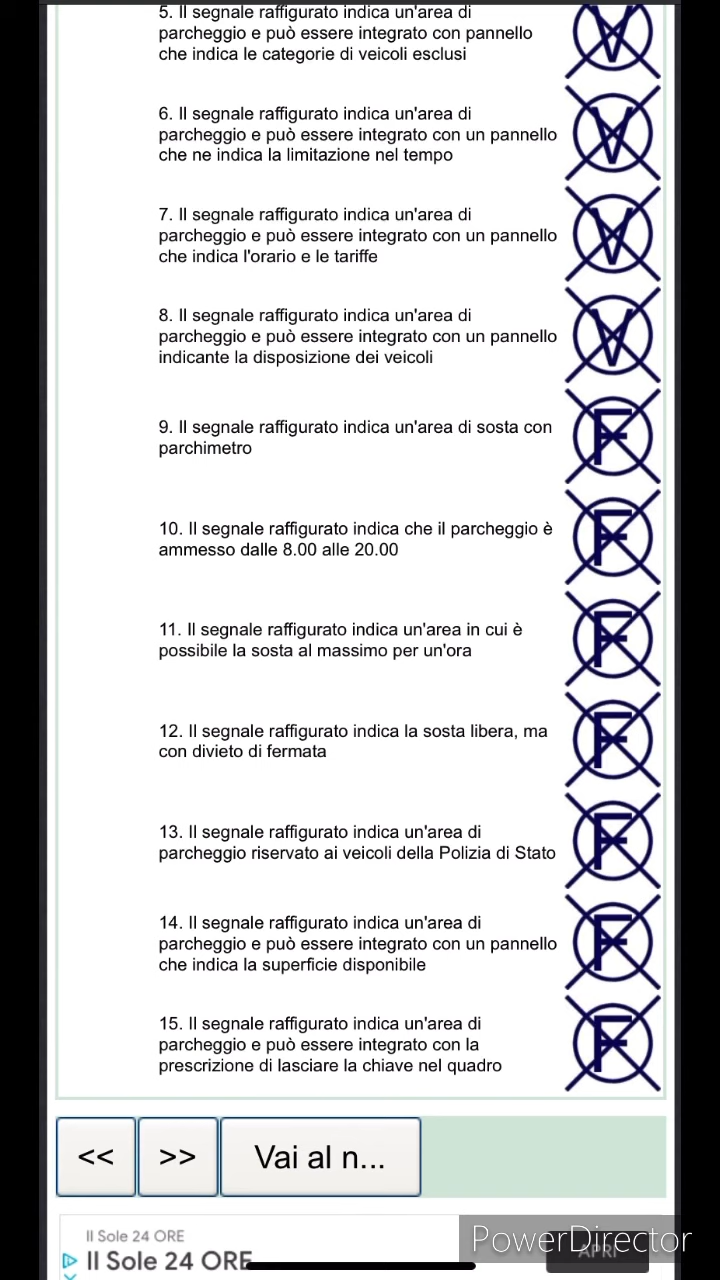 5. Il segnale raffigurato indica un'area di
parcheggio e può essere integrato con pannello
che indica le categorie di veicoli esclusi
V
6. Il segnale raffigurato indica un'area di
parcheggio e può essere integrato con un pannello
che ne indica la limitazione nel tempo
V
7. Il segnale raffigurato indica un'area di
parcheggio e può essere integrato con un pannello
che indica l'orario e le tariffe
V
8. Il segnale raffigurato indica un'area di
parcheggio e può essere integrato con un pannello
indicante la disposizione dei veicoli
V
9. Il segnale raffigurato indica un'area di sosta con
parchimetro
F
10. Il segnale raffigurato indica che il parcheggio è
ammesso dalle 8.00 alle 20.00
F
11. Il segnale raffigurato indica un'area in cui è
possibile la sosta al massimo per un'ora
F
12. Il segnale raffigurato indica la sosta libera, ma
con divieto di fermata
F
13. Il segnale raffigurato indica un'area di
parcheggio riservato ai veicoli della Polizia di Stato
F
14. Il segnale raffigurato indica un'area di
parcheggio e può essere integrato con un pannello
che indica la superficie disponibile
F
15. Il segnale raffigurato indica un'area di
parcheggio e può essere integrato con la
prescrizione di lasciare la chiave nel quadro
F
<< >> Vai al n...
Il Sole 24 ORE
Il Sole 24 ORE
APRI
PowerDirector